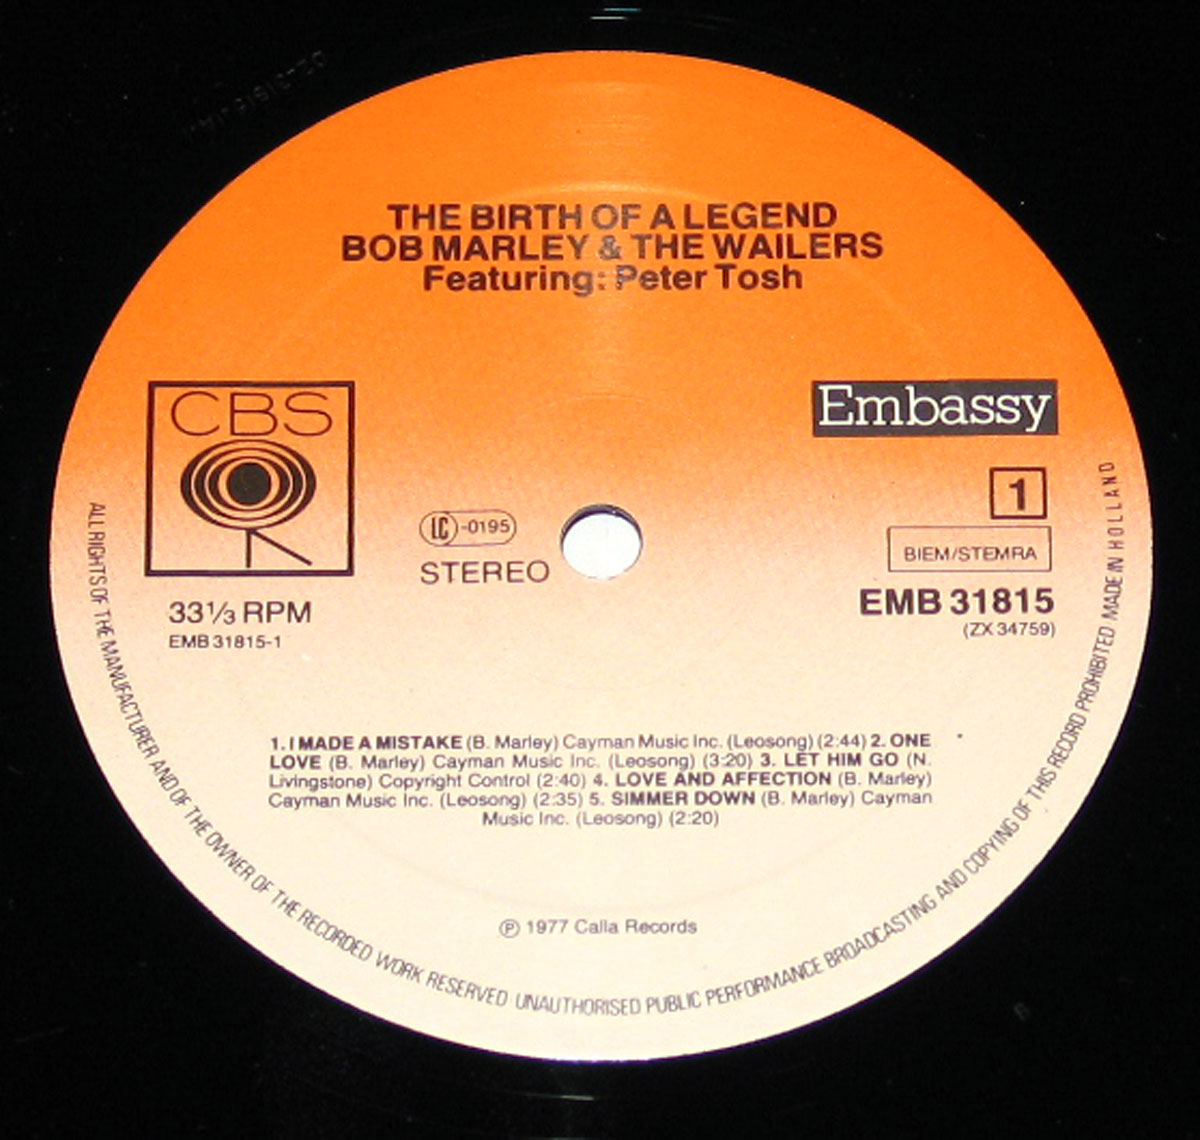 THE BIRTH OF A LEGEND
BOB MARLEY & THE WAILERS
Featuring: Peter Tosh
CBS
Embassy
1
LC-0195
BIEM/STEMRA
STEREO
33⅓ RPM
EMB 31815-1
EMB 31815
(ZX 34759)
1. I MADE A MISTAKE (B. Marley) Cayman Music Inc. (Leosong) (2:44) 2. ONE
LOVE (B. Marley) Cayman Music Inc. (Leosong) (3:20) 3. LET HIM GO (N.
Livingstone) Copyright Control (2:40) 4. LOVE AND AFFECTION (B. Marley)
Cayman Music Inc. (Leosong) (2:35) 5. SIMMER DOWN (B. Marley) Cayman
Music Inc. (Leosong) (2:20)
℗ 1977 Calla Records
ALL RIGHTS OF THE MANUFACTURER AND OF THE OWNER OF THE RECORDED WORK RESERVED UNAUTHORISED PUBLIC PERFORMANCE BROADCASTING AND COPYING OF THIS RECORD PROHIBITED MADE IN HOLLAND